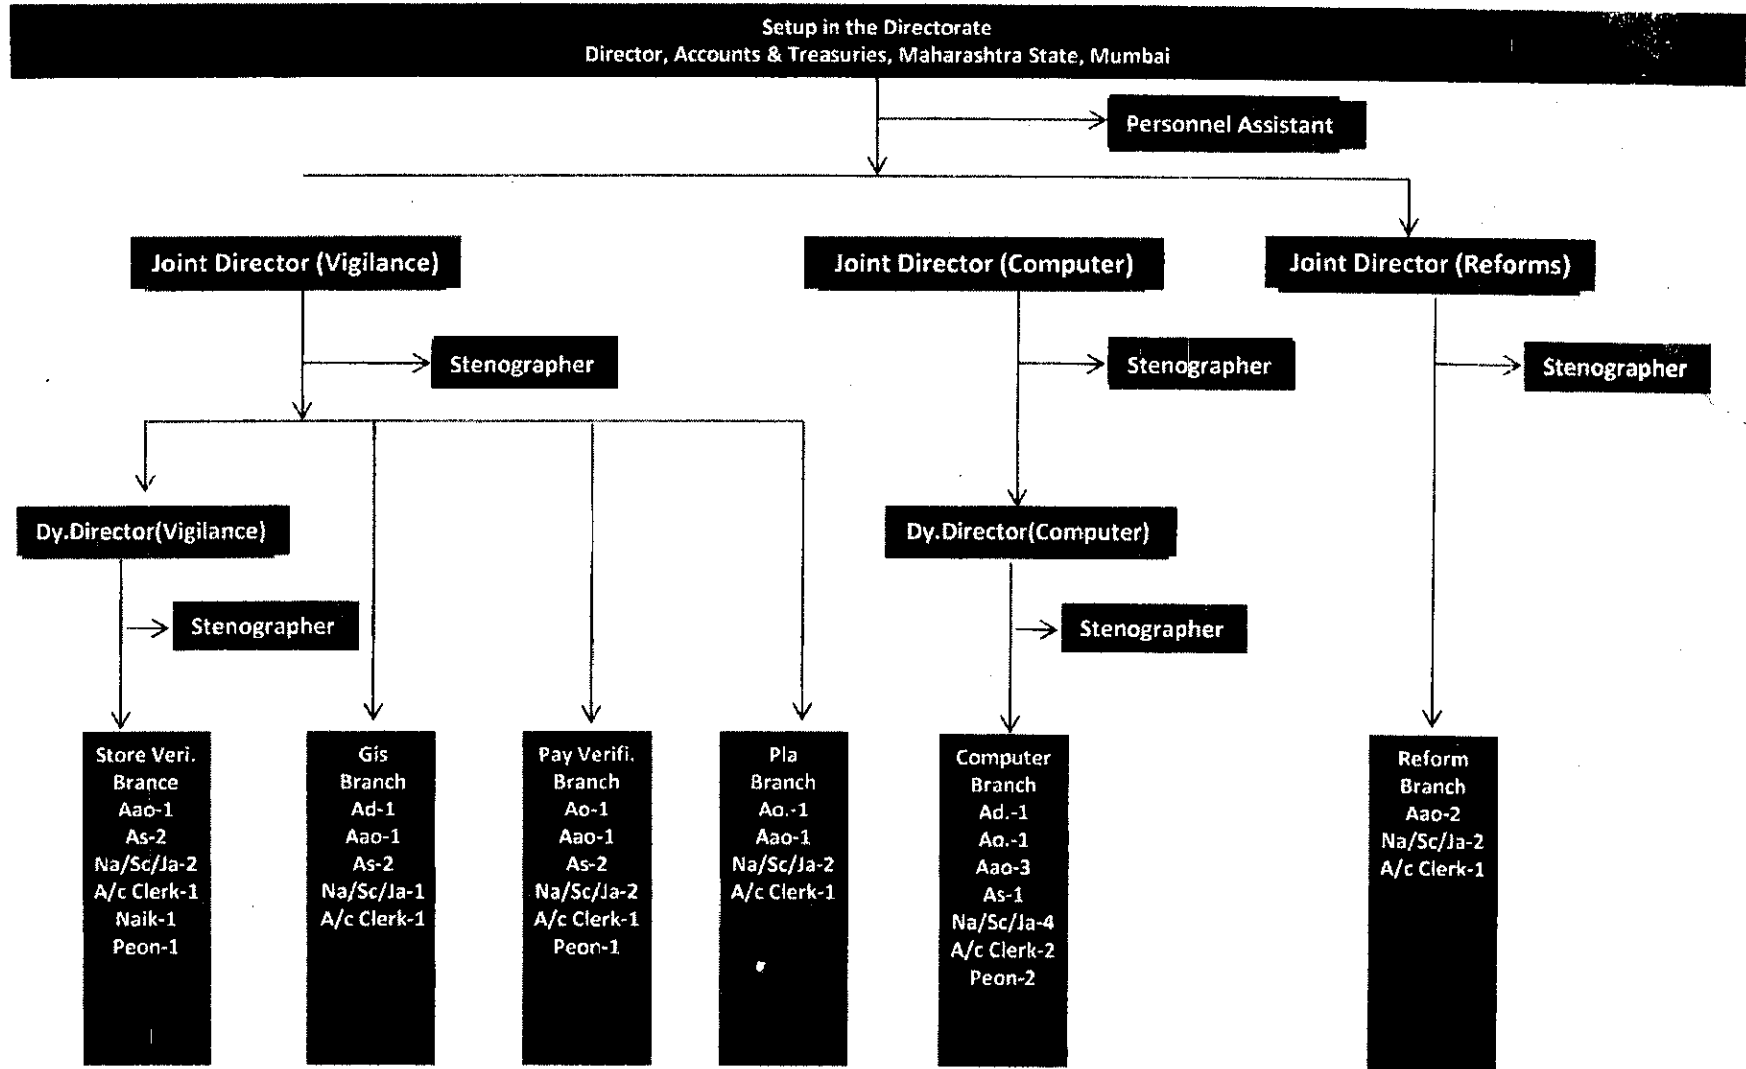 Setup in the Directorate
Director, Accounts & Treasuries, Maharashtra State, Mumbai
Personnel Assistant
Joint Director (Vigilance)
Joint Director (Computer)
Joint Director (Reforms)
Stenographer
Stenographer
Stenographer
Dy.Director(Vigilance)
Dy.Director(Computer)
Stenographer
Stenographer
Store Veri.
Brance
Aao-1
As-2
Na/Sc/Ja-2
A/c Clerk-1
Naik-1
Peon-1
Gis
Branch
Ad-1
Aao-1
As-2
Na/Sc/Ja-1
A/c Clerk-1
Pay Verifi.
Branch
Ao-1
Aao-1
As-2
Na/Sc/Ja-2
A/c Clerk-1
Peon-1
Pla
Branch
Ao.-1
Aao-1
Na/Sc/Ja-2
A/c Clerk-1
Computer
Branch
Ad.-1
Ao.-1
Aao-3
As-1
Na/Sc/Ja-4
A/c Clerk-2
Peon-2
Reform
Branch
Aao-2
Na/Sc/Ja-2
A/c Clerk-1